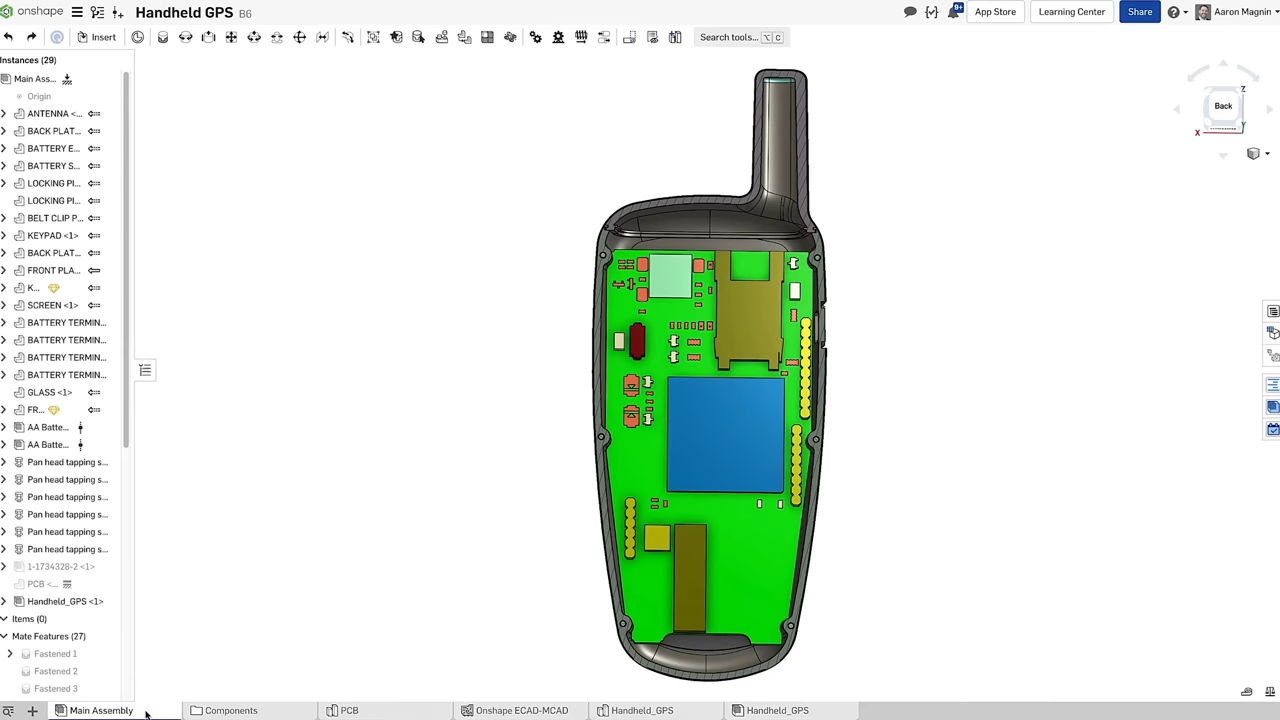 onshape Handheld GPS B6 9+ App Store Learning Center Share Aaron Magnin
Insert Search tools... ⌥ C
Instances (29)
Main Ass...
Origin
ANTENNA <...
BACK PLAT...
BATTERY E...
BATTERY S...
LOCKING PI...
LOCKING PI...
BELT CLIP P...
KEYPAD <1>
BACK PLAT...
FRONT PLA...
K...
SCREEN <1>
BATTERY TERMIN...
BATTERY TERMIN...
BATTERY TERMIN...
BATTERY TERMIN...
GLASS <1>
FR...
AA Batte...
AA Batte...
Pan head tapping s...
Pan head tapping s...
Pan head tapping s...
Pan head tapping s...
Pan head tapping s...
Pan head tapping s...
1-1734328-2 <1>
PCB <...
Handheld_GPS <1>
Items (0)
Mate Features (27)
Fastened 1
Fastened 2
Fastened 3
Back
Z
X
Y
Main Assembly Components PCB Onshape ECAD-MCAD Handheld_GPS Handheld_GPS